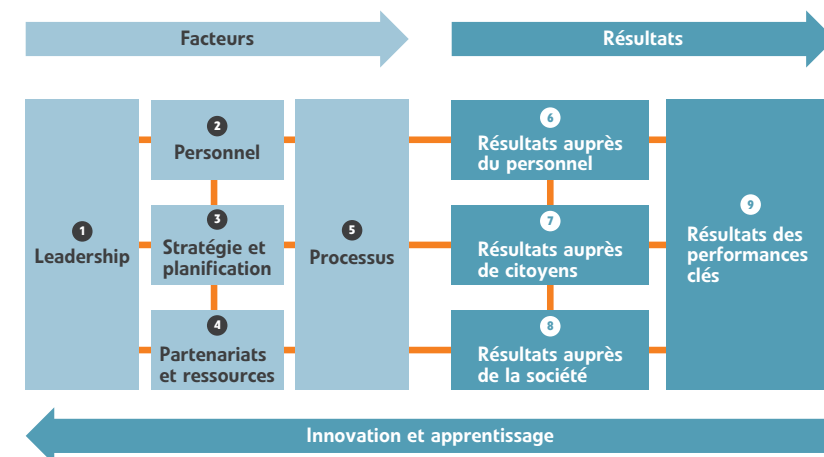 Facteurs
Résultats
1
Leadership
2
Personnel
3
Stratégie et
planification
4
Partenariats
et ressources
5
Processus
6
Résultats auprès
du personnel
7
Résultats auprès
de citoyens
8
Résultats auprès
de la société
9
Résultats des
performances
clés
Innovation et apprentissage